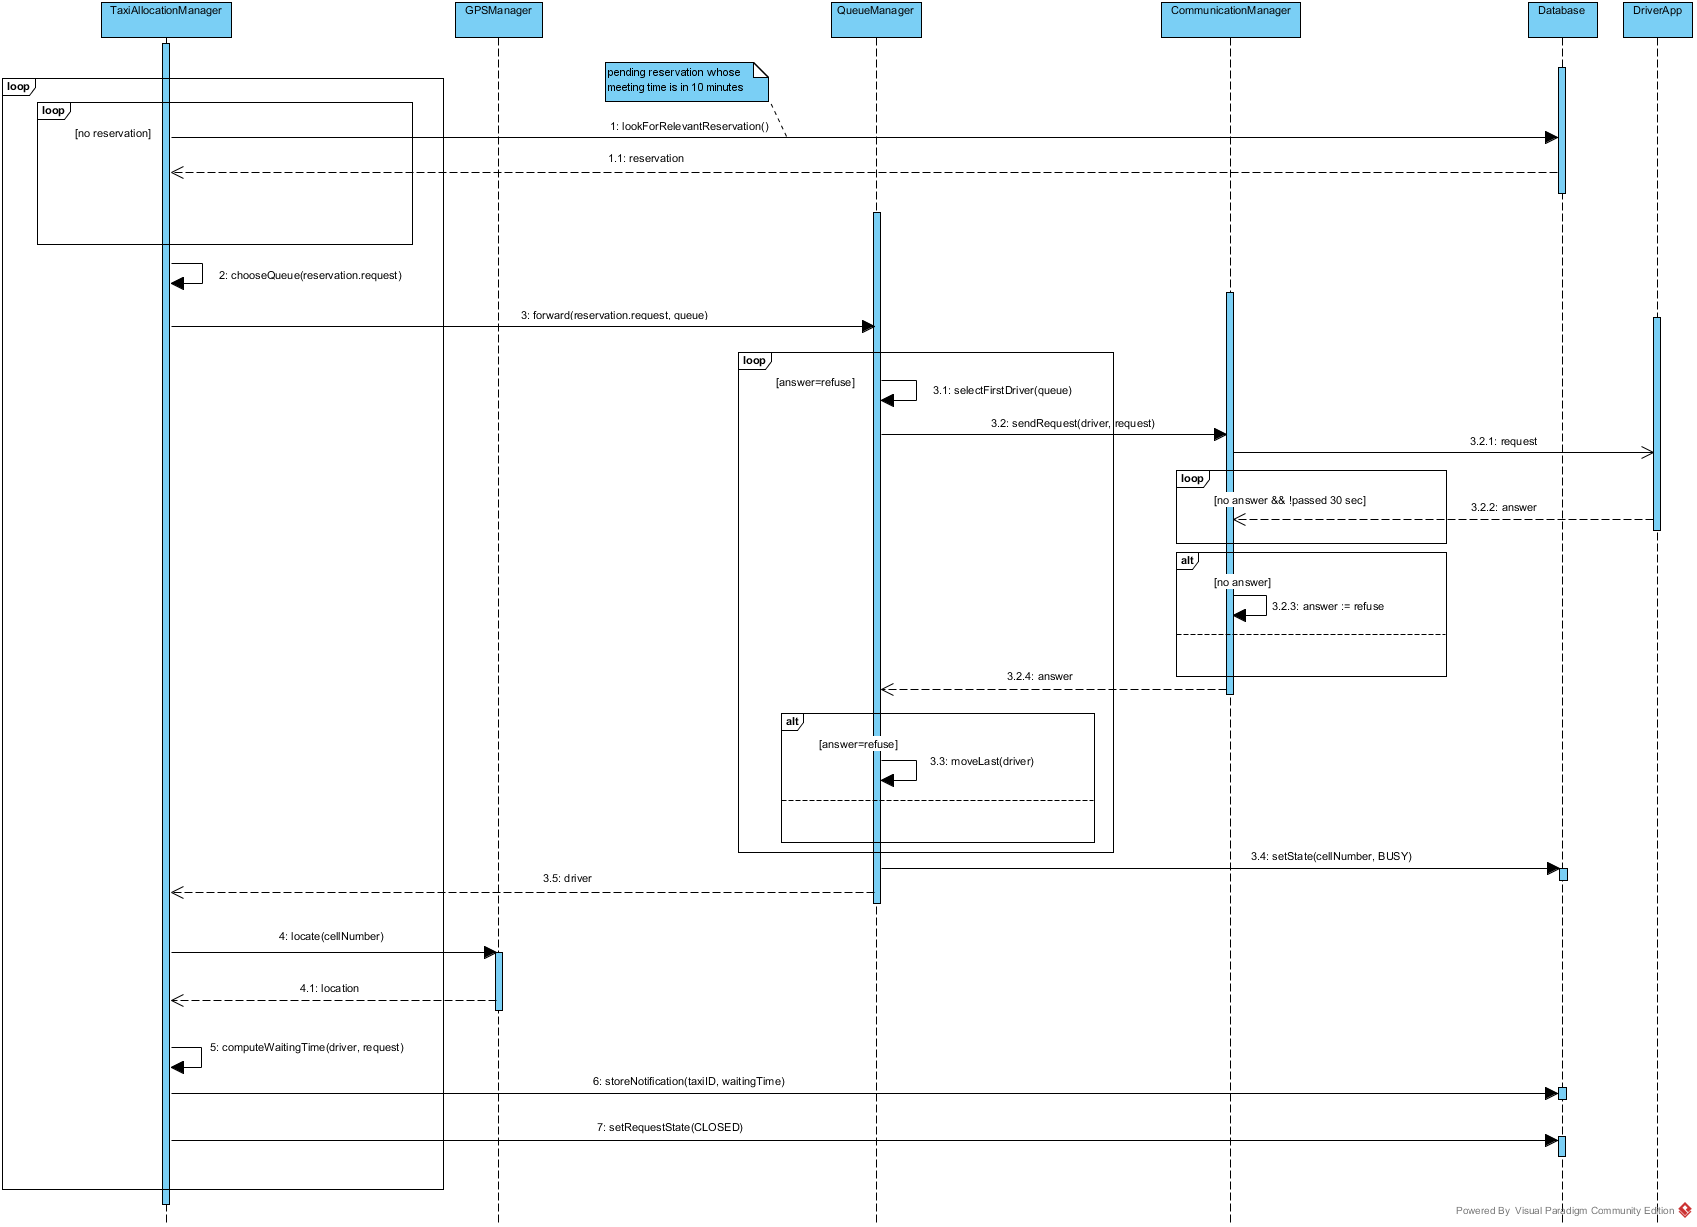 TaxiAllocationManager
GPSManager
QueueManager
CommunicationManager
Database
DriverApp
pending reservation whose
meeting time is in 10 minutes
loop
loop
[no reservation]
1: lookForRelevantReservation()
1.1: reservation
2: chooseQueue(reservation.request)
3: forward(reservation.request, queue)
loop
[answer=refuse]
3.1: selectFirstDriver(queue)
3.2: sendRequest(driver, request)
3.2.1: request
loop
[no answer && !passed 30 sec]
3.2.2: answer
alt
[no answer]
3.2.3: answer := refuse
3.2.4: answer
alt
[answer=refuse]
3.3: moveLast(driver)
3.4: setState(cellNumber, BUSY)
3.5: driver
4: locate(cellNumber)
4.1: location
5: computeWaitingTime(driver, request)
6: storeNotification(taxiID, waitingTime)
7: setRequestState(CLOSED)
Powered By Visual Paradigm Community Edition